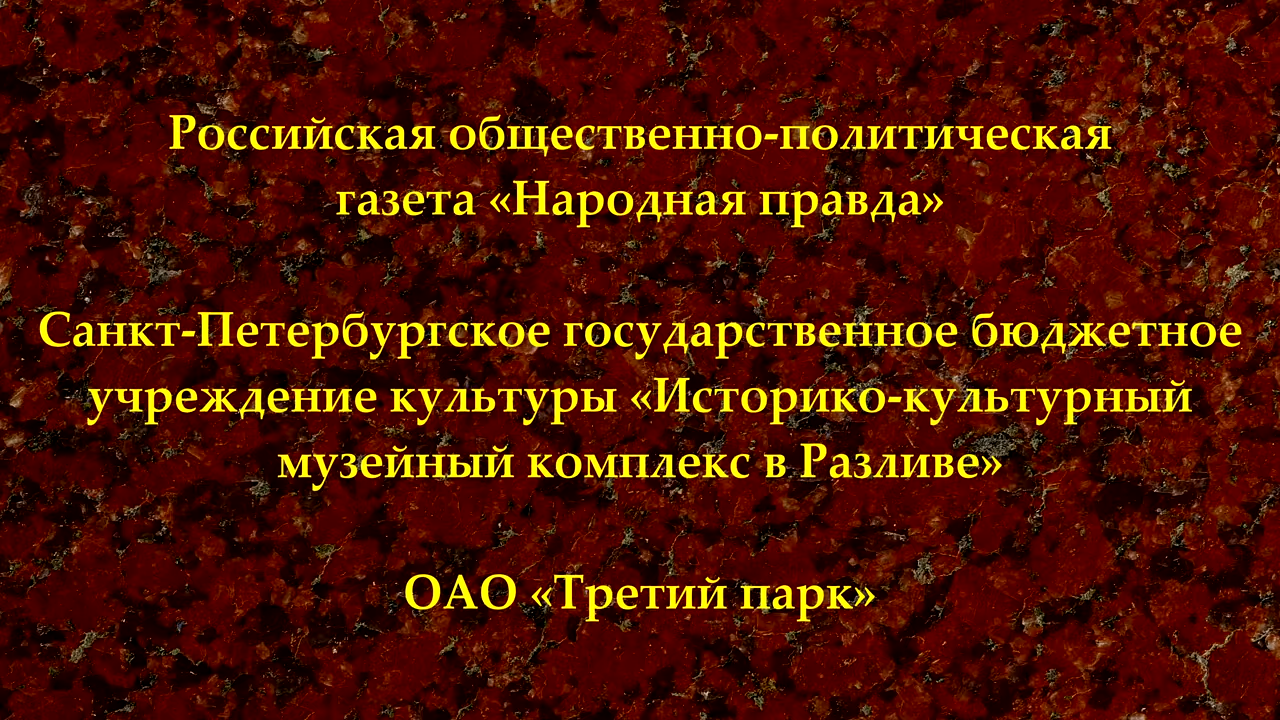 Российская общественно-политическая
газета «Народная правда»
Санкт-Петербургское государственное бюджетное
учреждение культуры «Историко-культурный
музейный комплекс в Разливе»
ОАО «Третий парк»